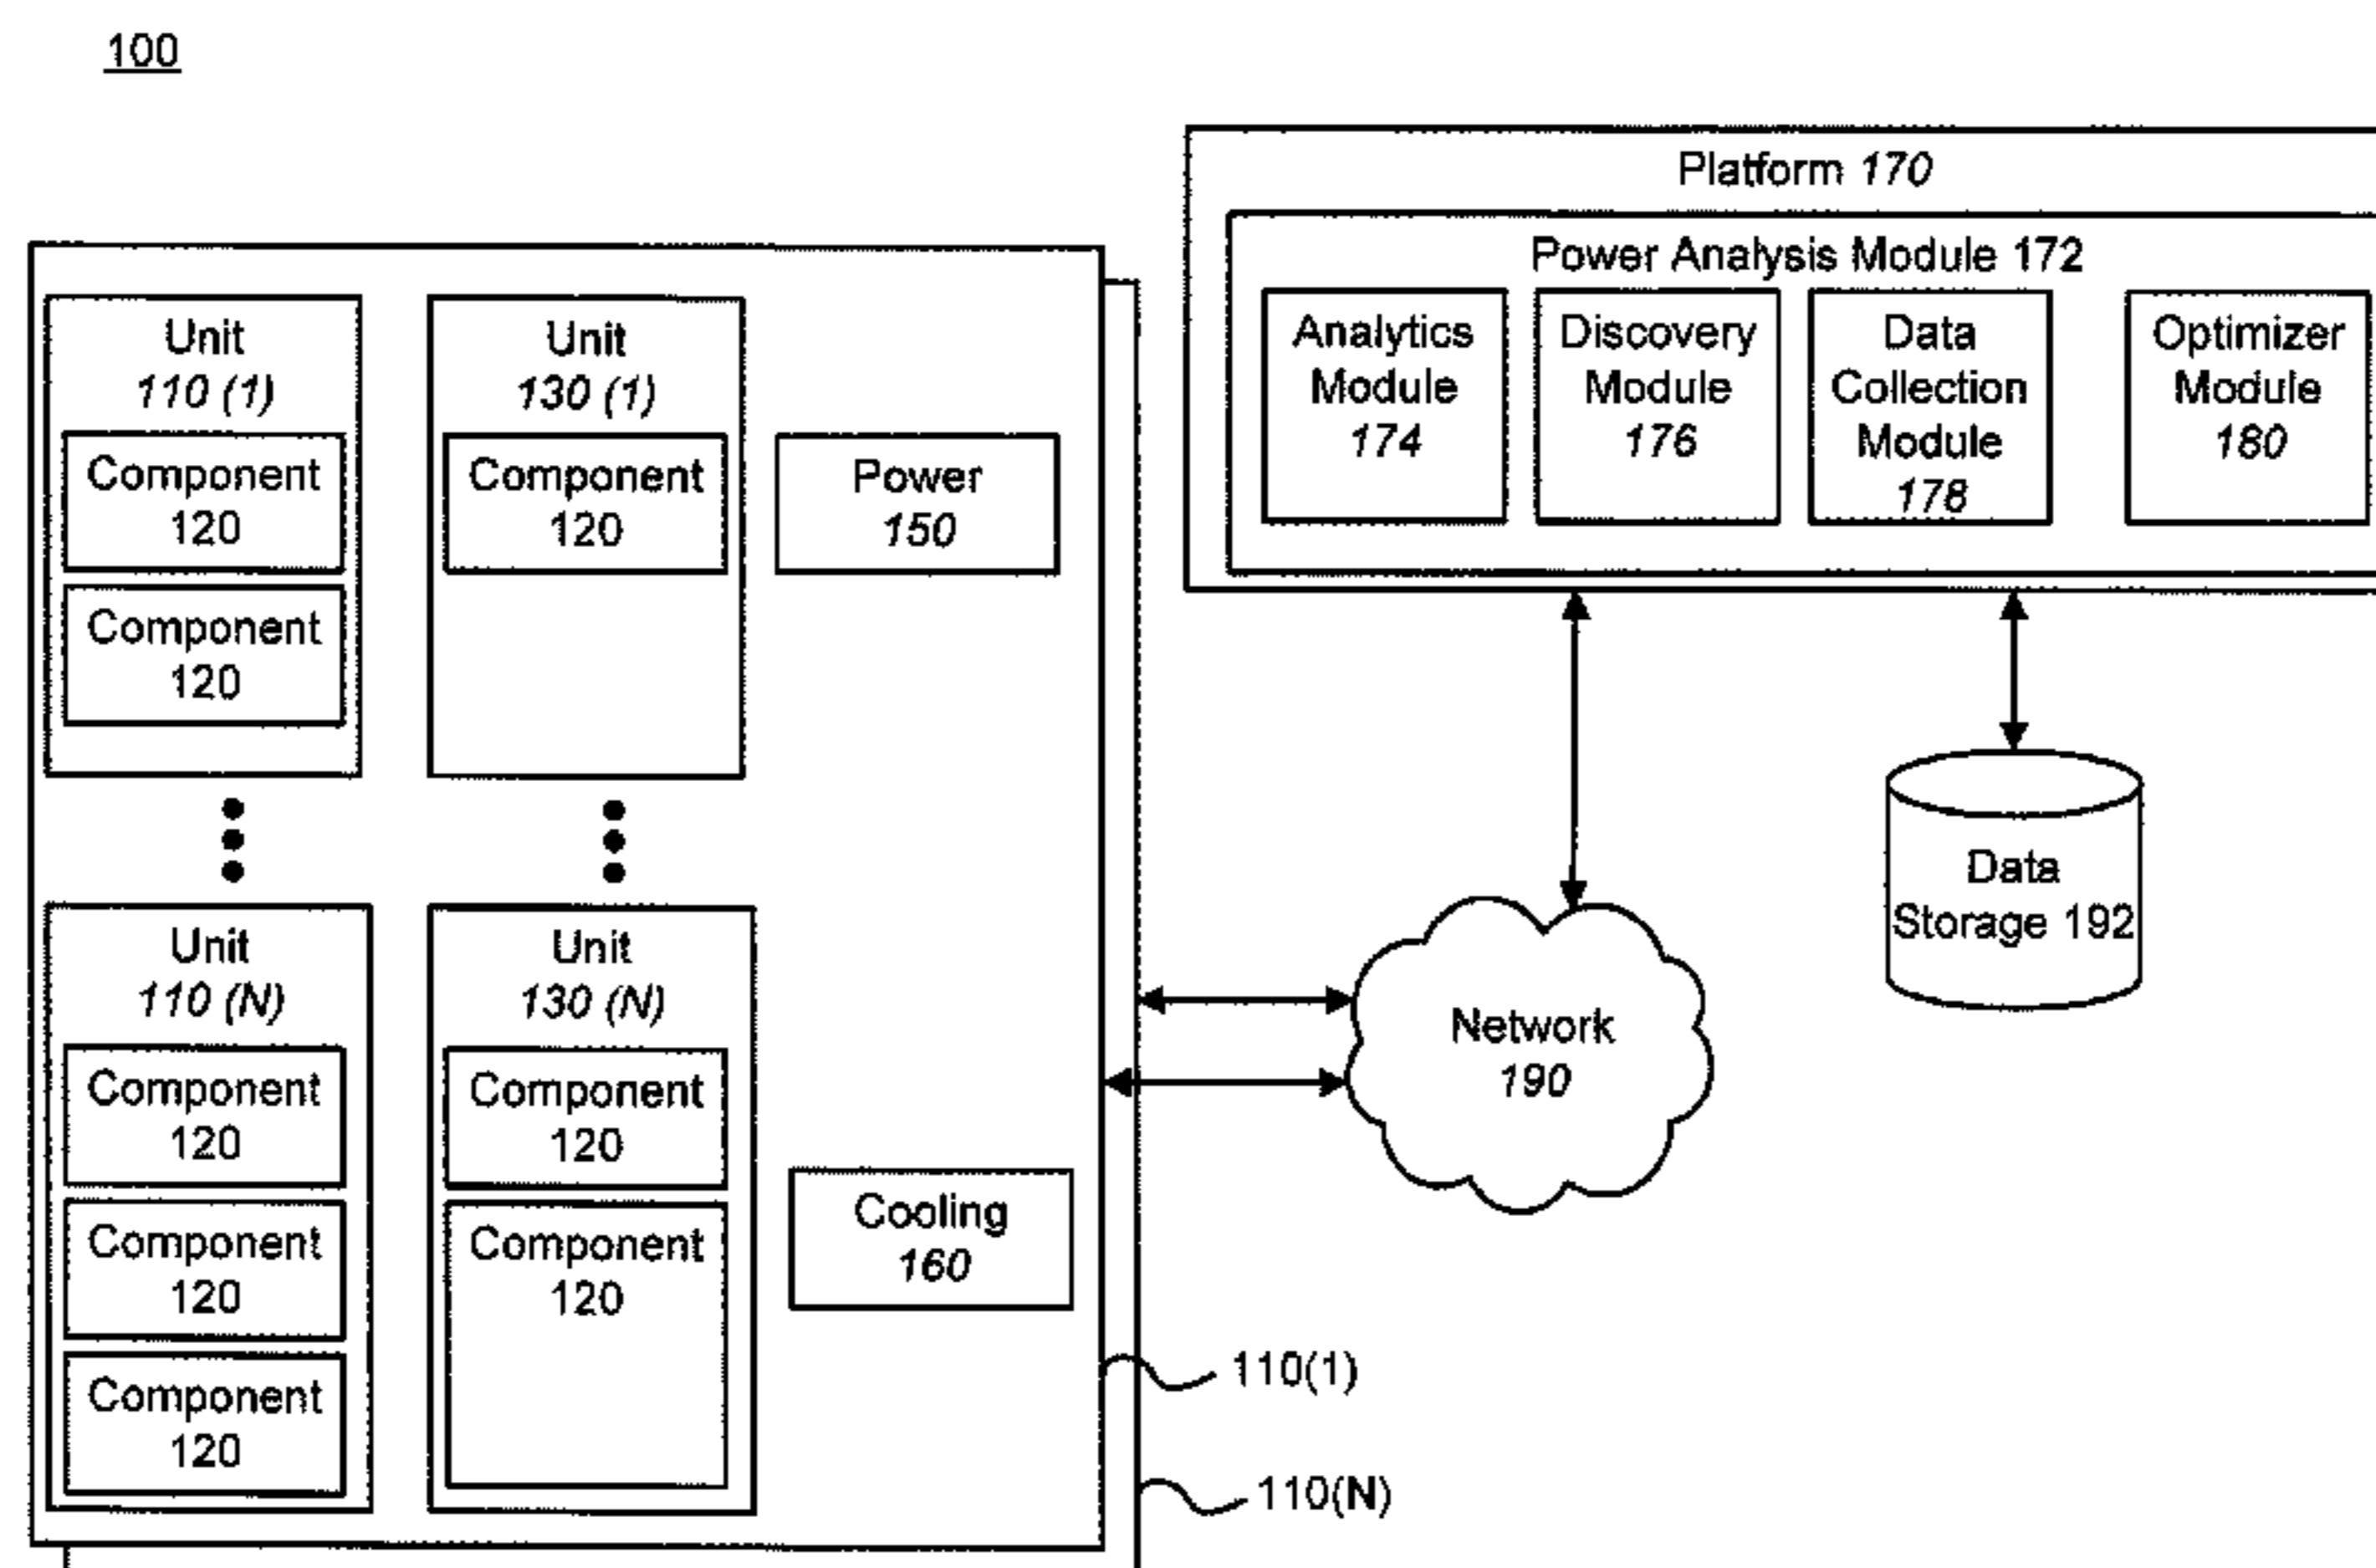 100
Platform 170
Power Analysis Module 172
Analytics
Module
174
Discovery
Module
176
Data
Collection
Module
178
Optimizer
Module
180
Unit
110 (1)
Component
120
Component
120
Unit
130 (1)
Component
120
Power
150
Unit
110 (N)
Component
120
Component
120
Component
120
Unit
130 (N)
Component
120
Component
120
Cooling
160
Data
Storage 192
Network
190
110(1)
110(N)